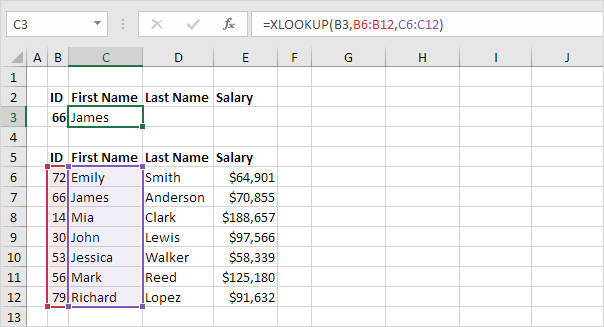 C3 fx =XLOOKUP(B3,B6:B12,C6:C12)
A B C D E F G H I J
1
2 ID First Name Last Name Salary
3 66 James
4
5 ID First Name Last Name Salary
6 72 Emily Smith $64,901
7 66 James Anderson $70,855
8 14 Mia Clark $188,657
9 30 John Lewis $97,566
10 53 Jessica Walker $58,339
11 56 Mark Reed $125,180
12 79 Richard Lopez $91,632
13